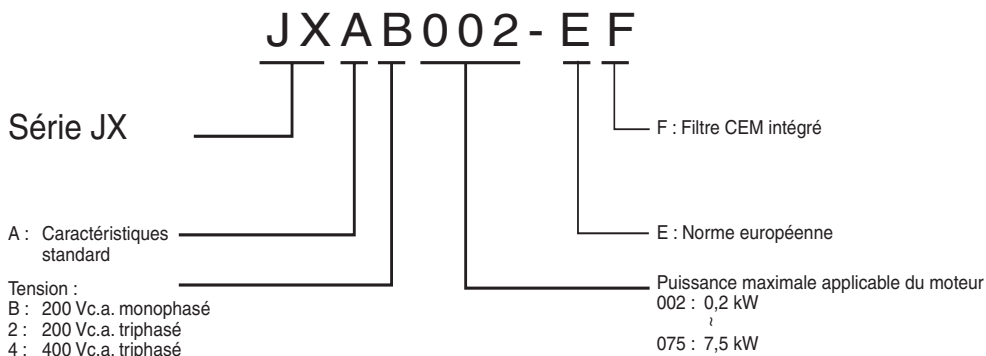 JXAB002-EF
Série JX
F : Filtre CEM intégré
A : Caractéristiques
standard
E : Norme européenne
Tension :
B : 200 Vc.a. monophasé
2 : 200 Vc.a. triphasé
4 : 400 Vc.a. triphasé
Puissance maximale applicable du moteur
002 : 0,2 kW
~
075 : 7,5 kW